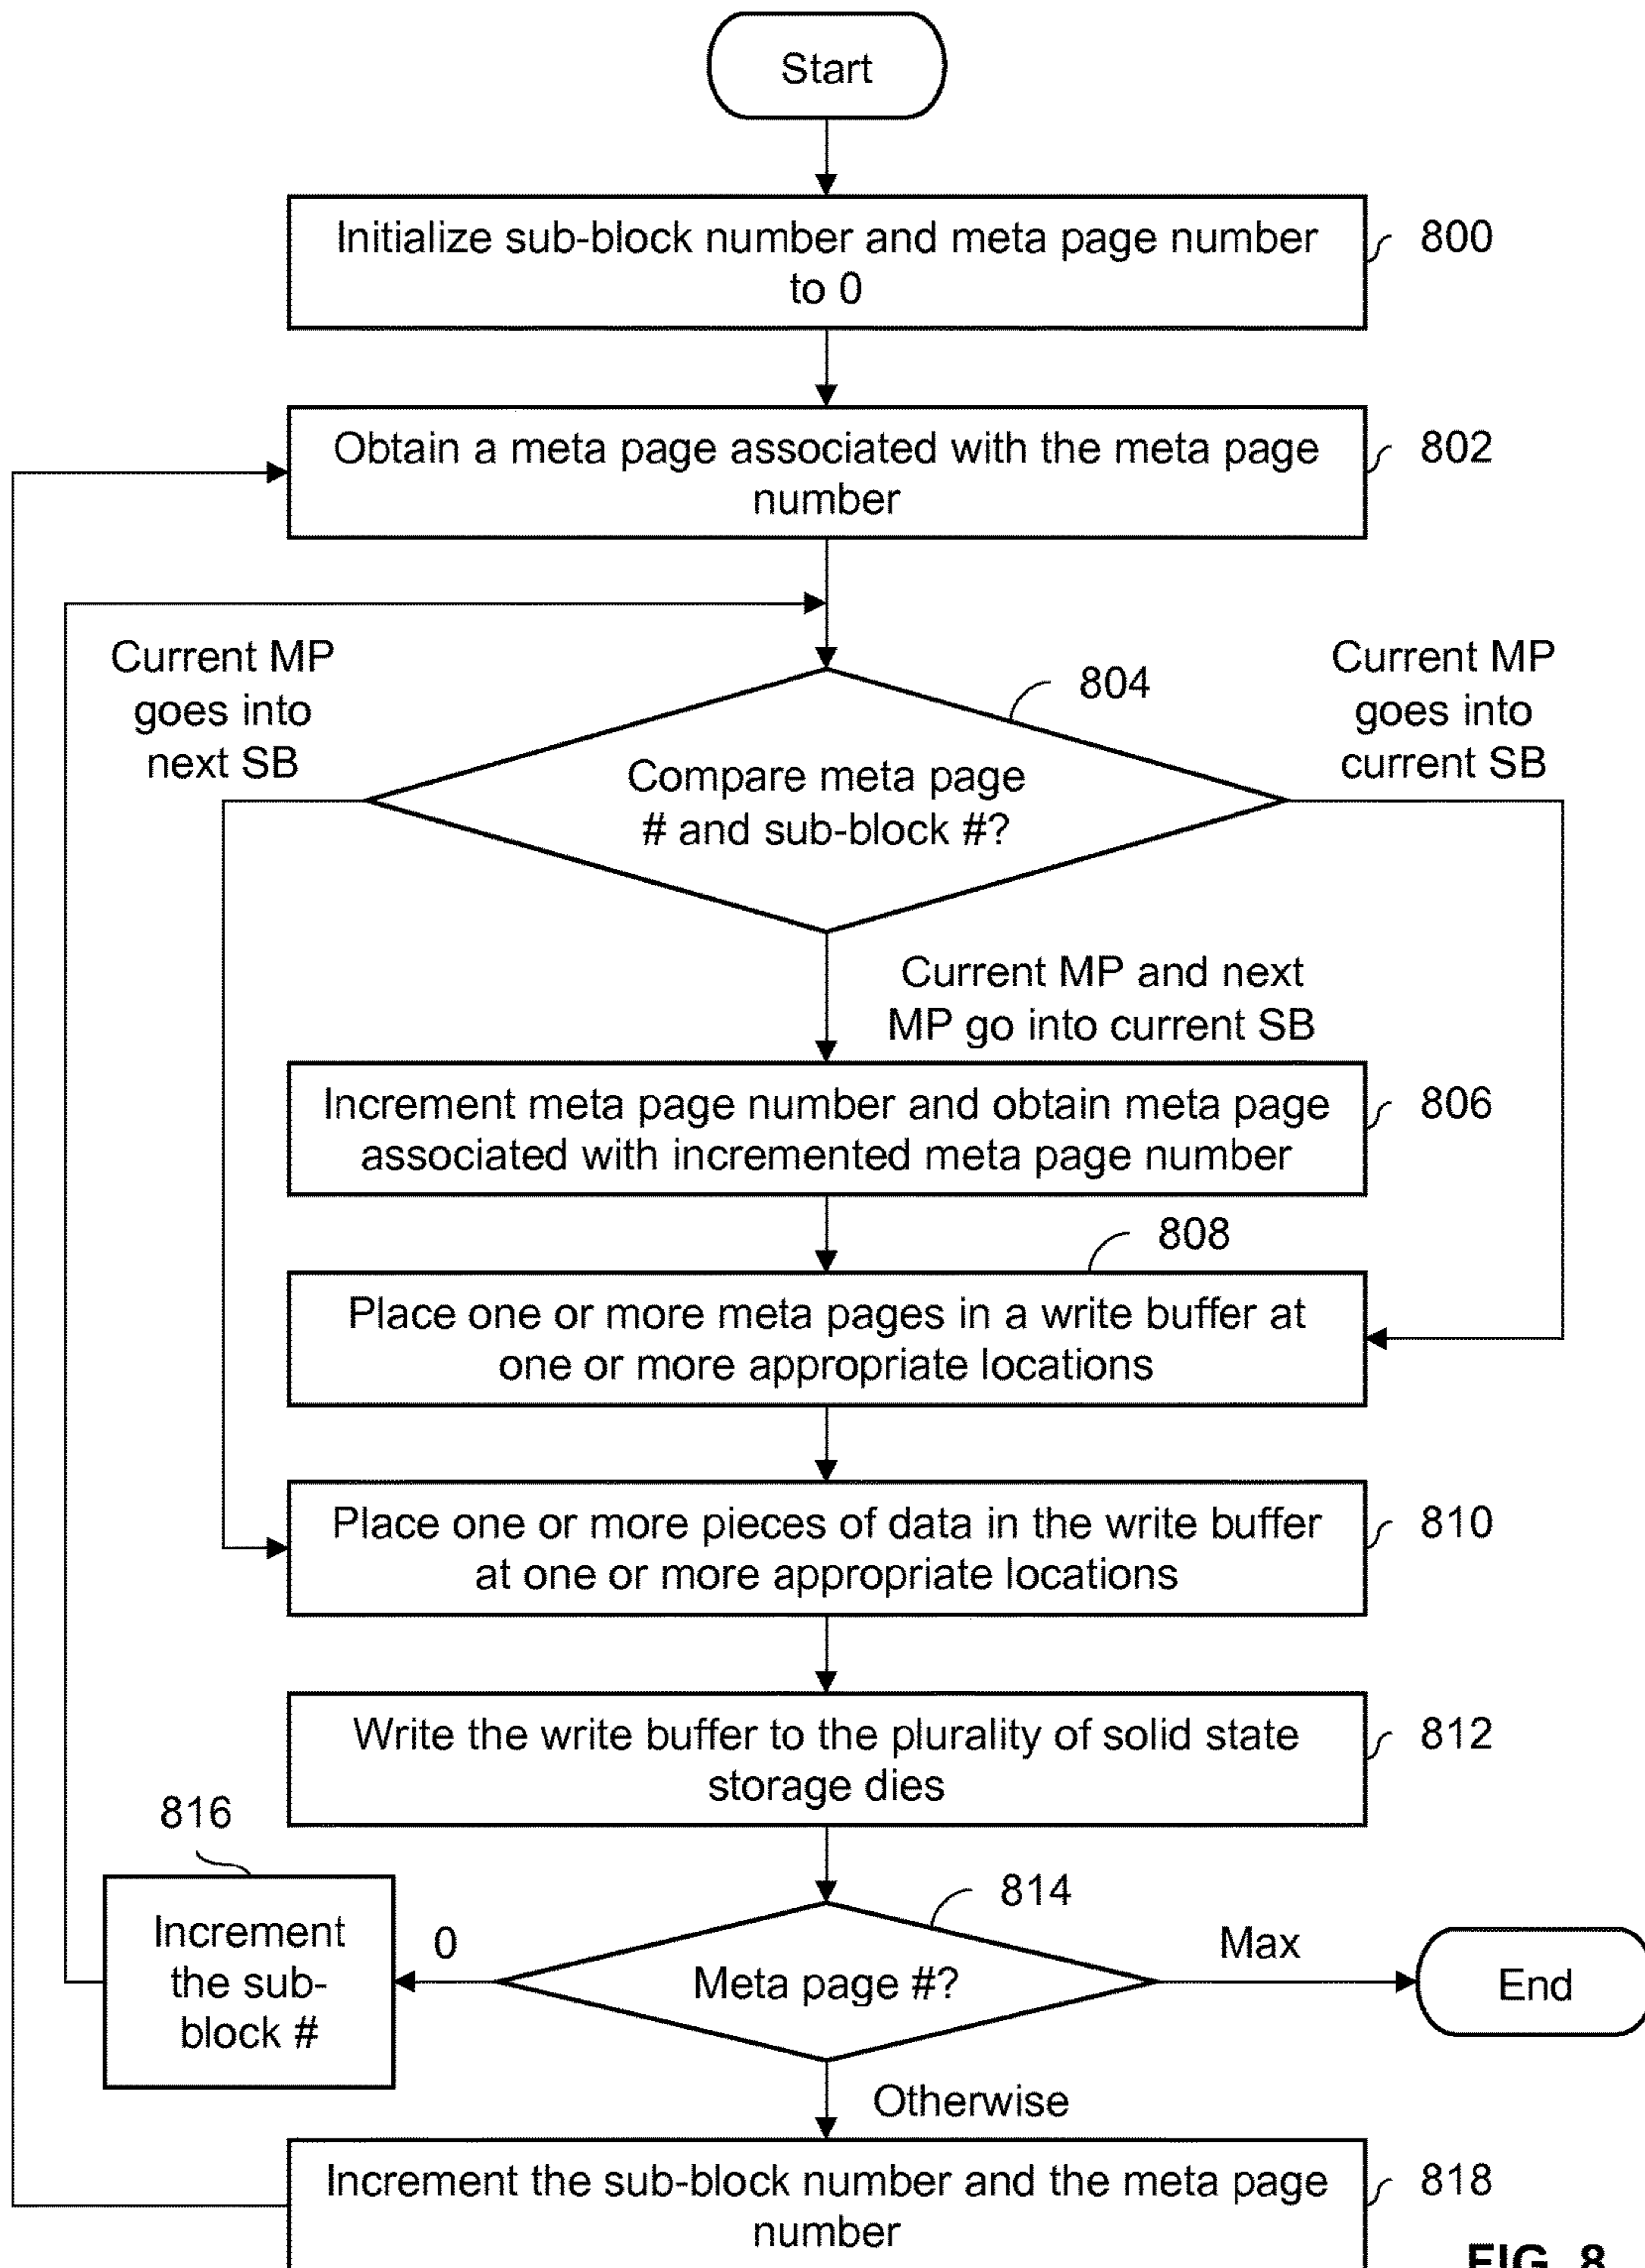 Start
Initialize sub-block number and meta page number
to 0
800
Obtain a meta page associated with the meta page
number
802
Current MP
goes into
next SB
804
Current MP
goes into
current SB
Compare meta page
# and sub-block #?
Current MP and next
MP go into current SB
Increment meta page number and obtain meta page
associated with incremented meta page number
806
808
Place one or more meta pages in a write buffer at
one or more appropriate locations
Place one or more pieces of data in the write buffer
at one or more appropriate locations
810
Write the write buffer to the plurality of solid state
storage dies
812
816
Increment
the sub-
block #
0
814
Meta page #?
Max
End
Otherwise
Increment the sub-block number and the meta page
number
818
FIG. 8